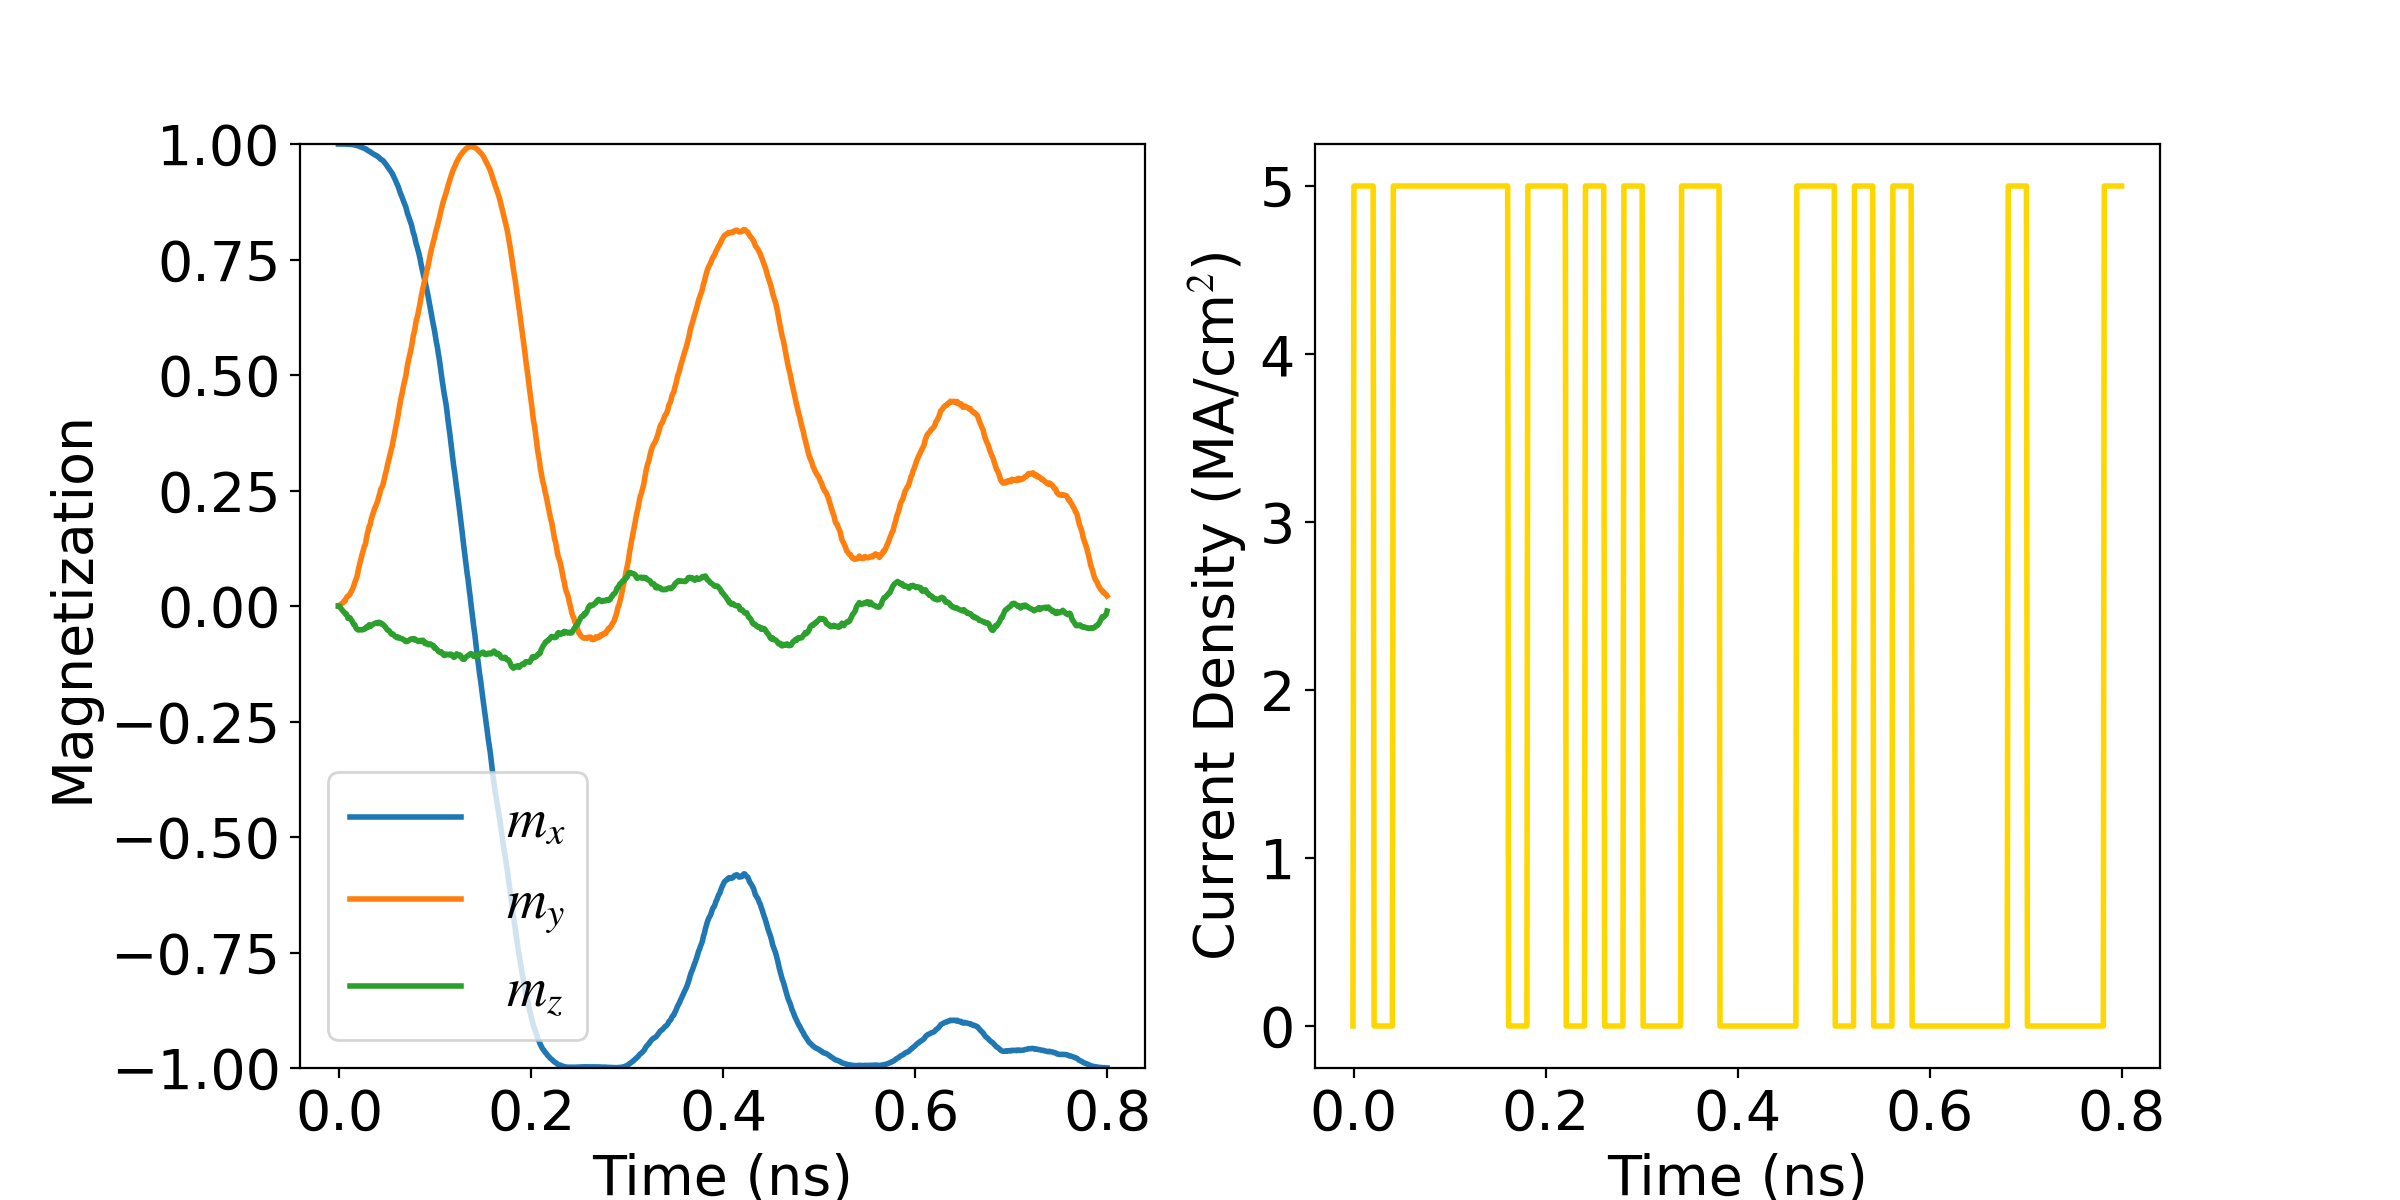 Magnetization
1.00
0.75
0.50
0.25
0.00
−0.25
−0.50
−0.75
−1.00
m_x
m_y
m_z
0.0 0.2 0.4 0.6 0.8
Time (ns)
Current Density (MA/cm²)
5
4
3
2
1
0
0.0 0.2 0.4 0.6 0.8
Time (ns)